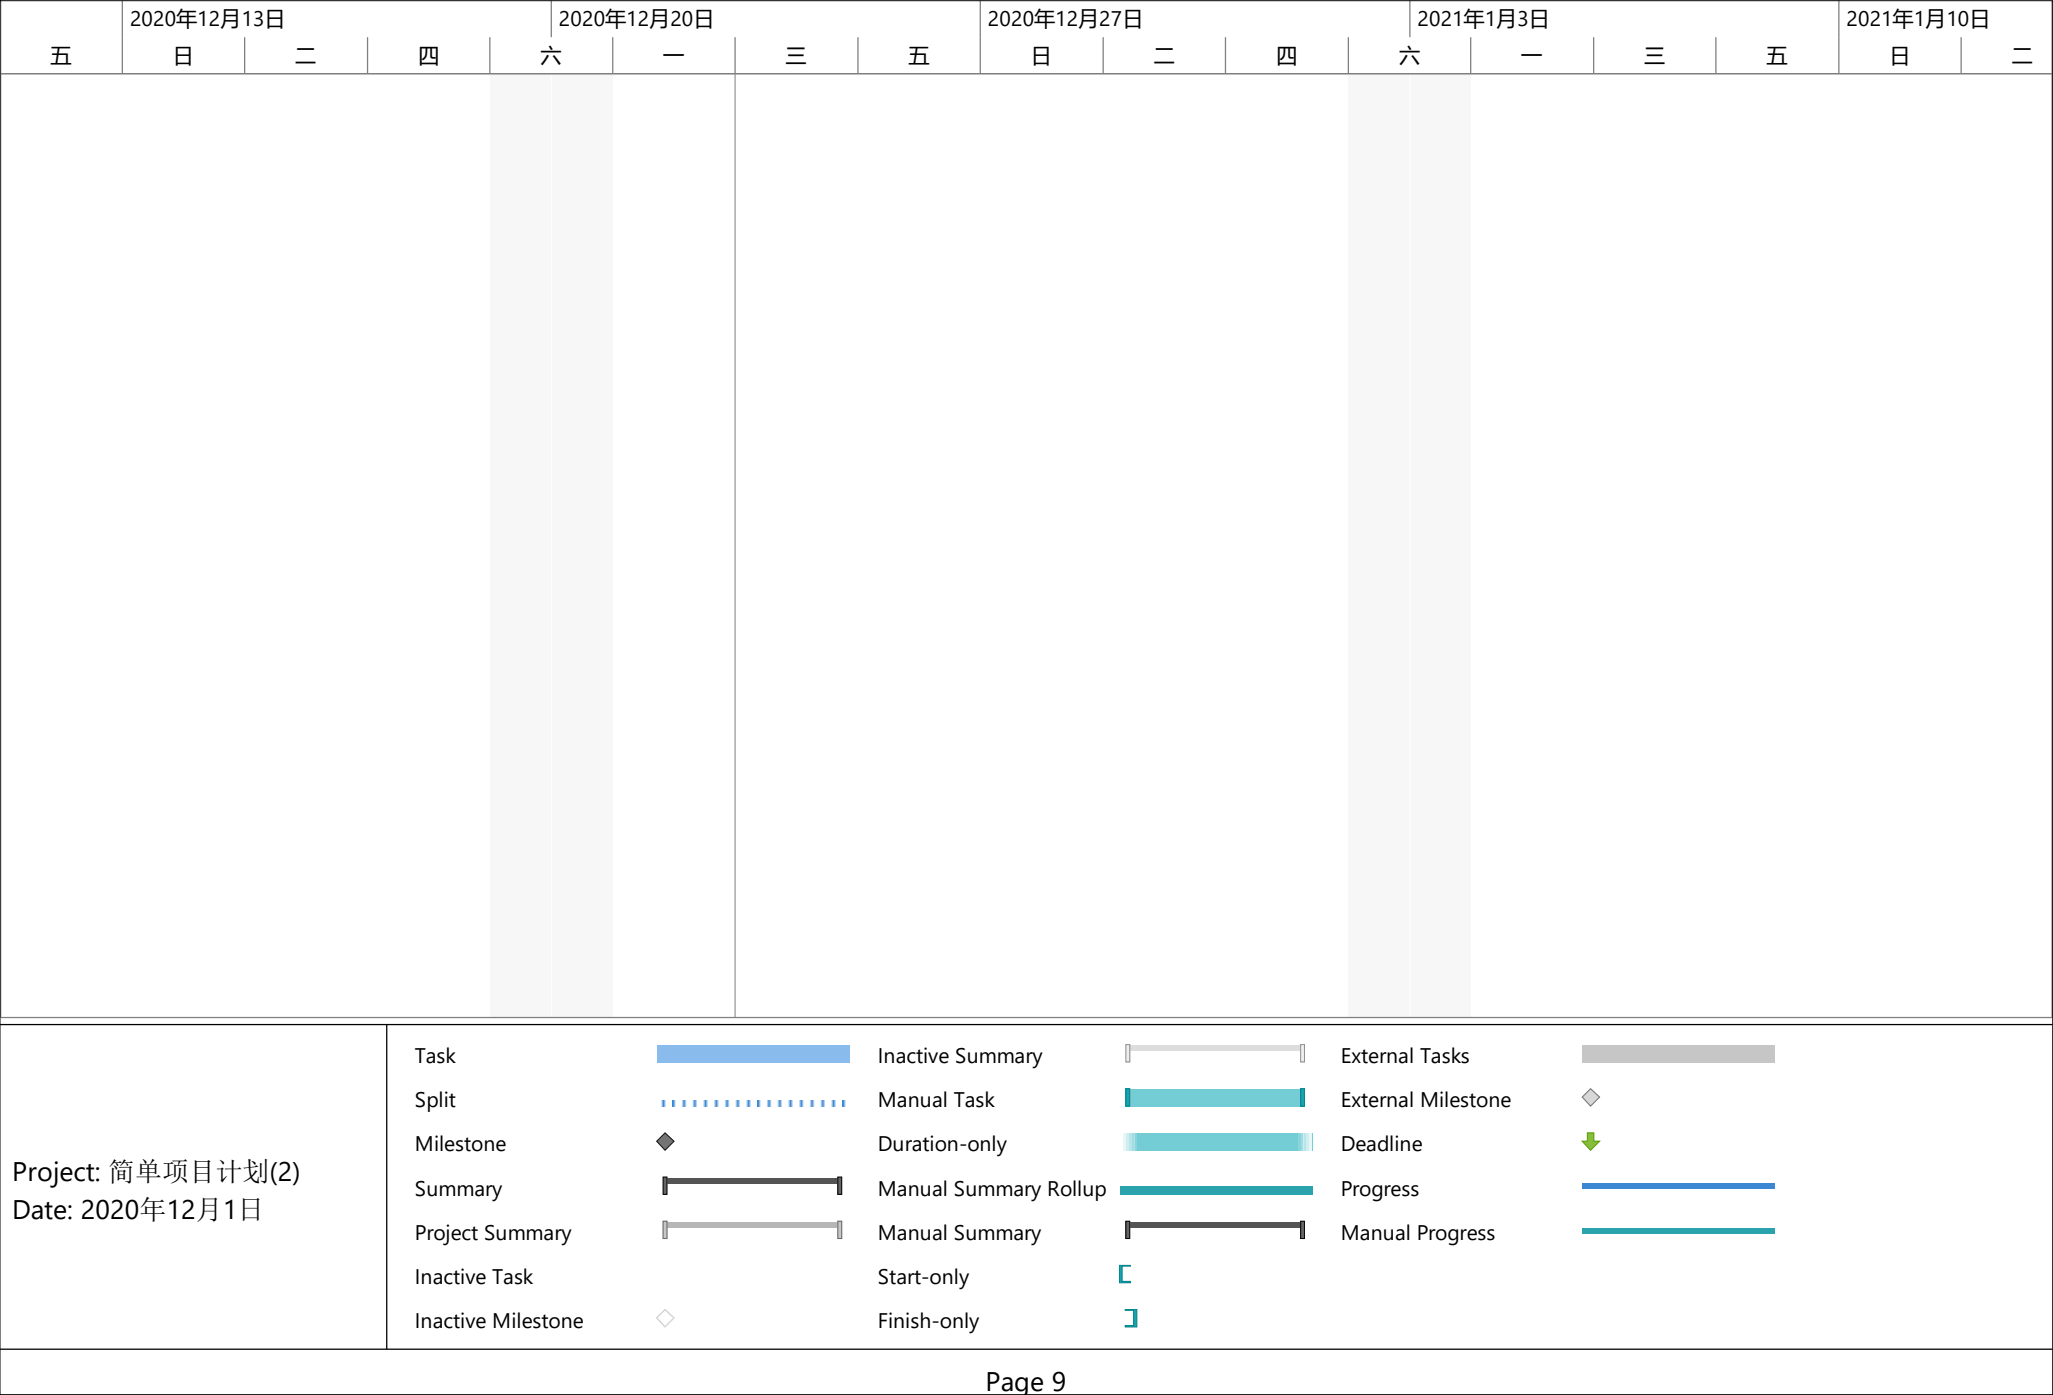 2020年12月13日 2020年12月20日 2020年12月27日 2021年1月3日 2021年1月10日
五 日 二 四 六 一 三 五 日 二 四 六 一 三 五 日 二
Project: 简单项目计划(2)
Date: 2020年12月1日
Task
Split
Milestone
Summary
Project Summary
Inactive Task
Inactive Milestone
Inactive Summary
Manual Task
Duration-only
Manual Summary Rollup
Manual Summary
Start-only
Finish-only
External Tasks
External Milestone
Deadline
Progress
Manual Progress
Page 9